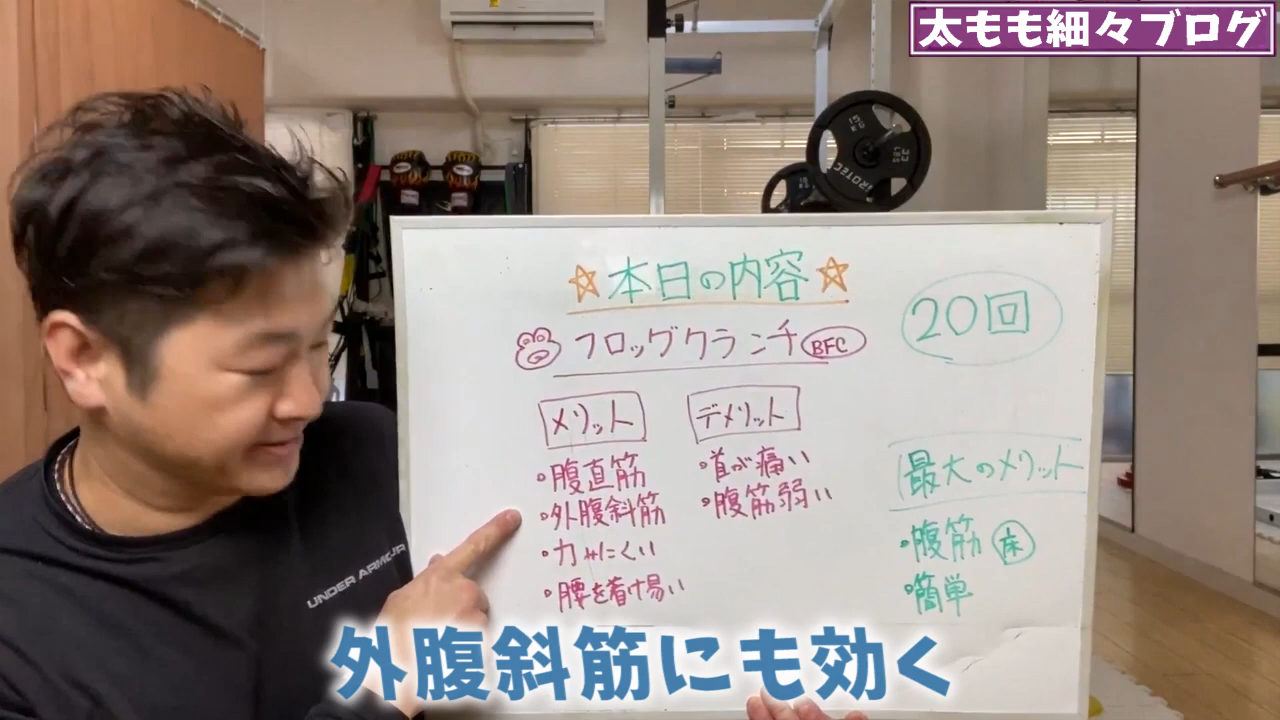 太もも細々ブログ
☆本日の内容☆
フロッグクランチ BFC
20回
メリット
・腹直筋
・外腹斜筋
・力入りにくい
・腰を着け易い
デメリット
・首が痛い
・腹筋弱い
最大のメリット
・腹筋 床
・簡単
UNDER ARMOUR
外腹斜筋にも効く